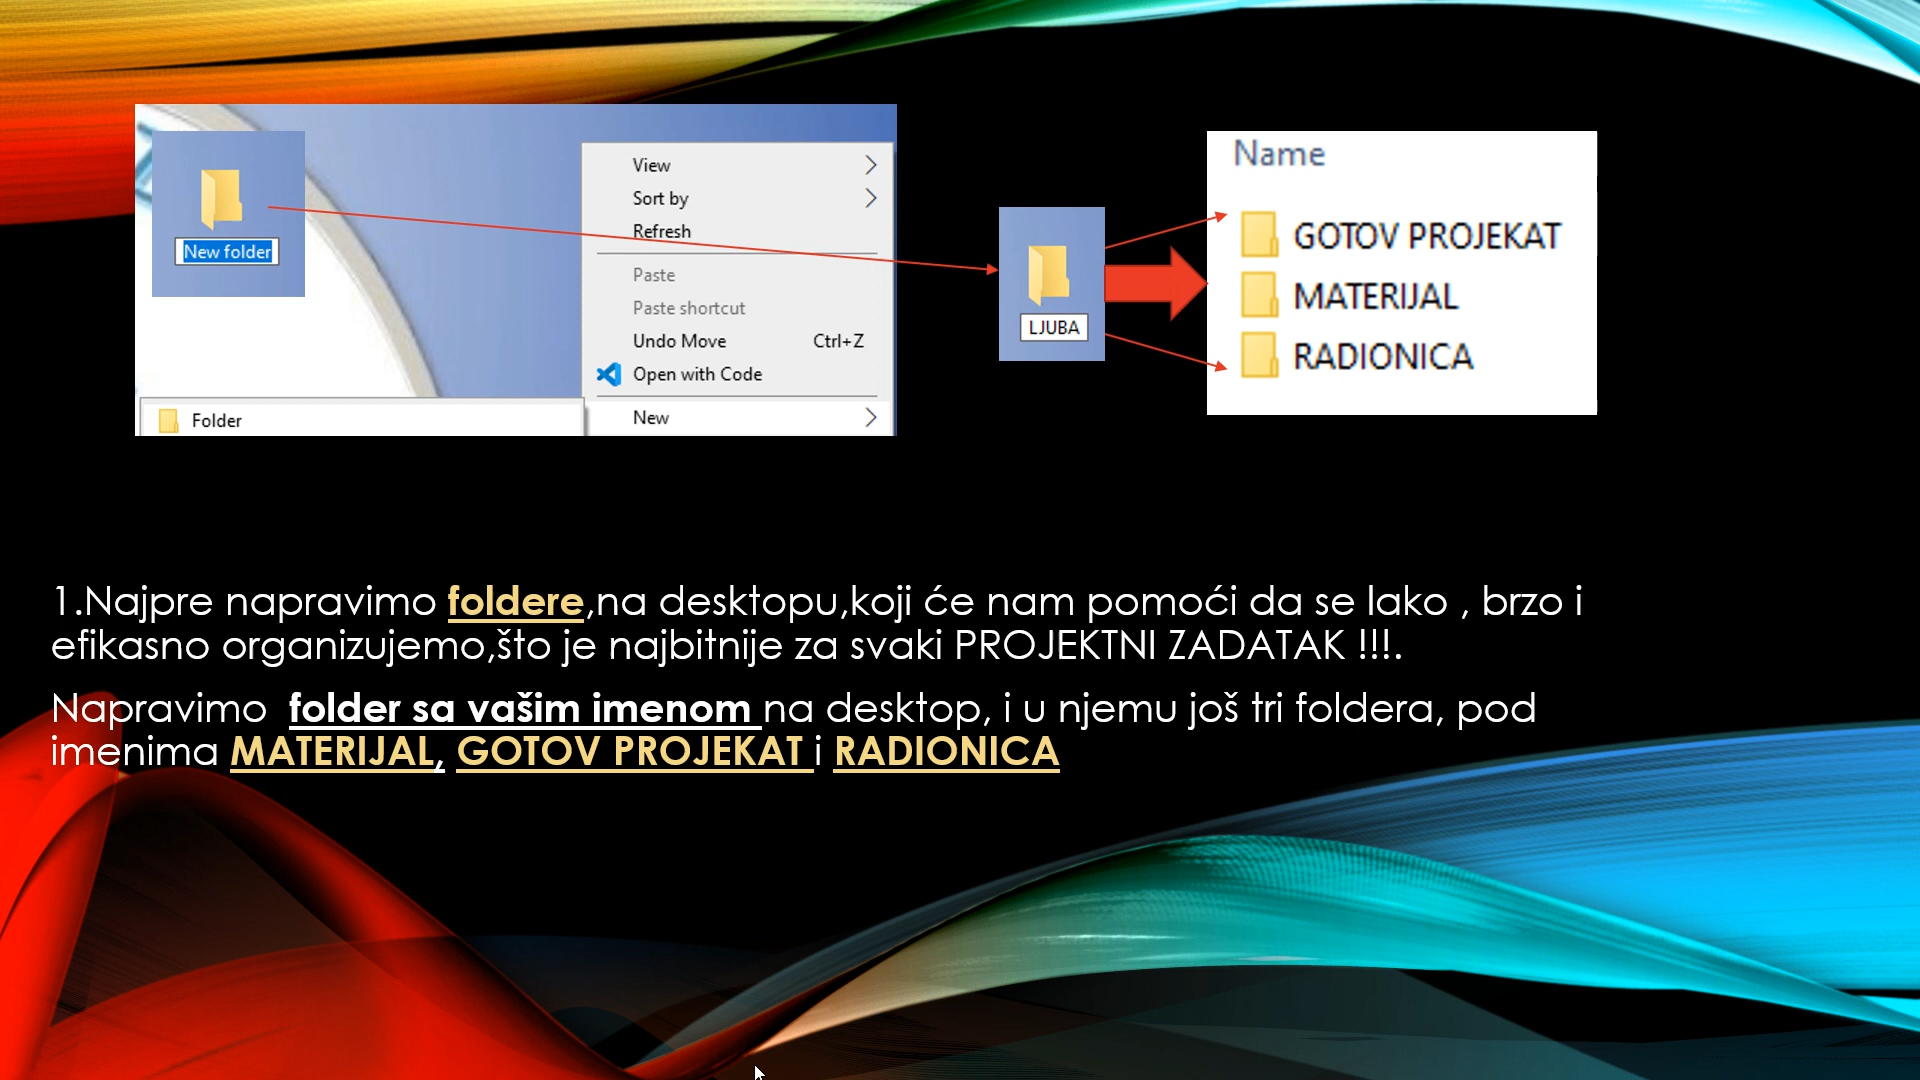 New folder
View
Sort by
Refresh
Paste
Paste shortcut
Undo Move Ctrl+Z
Open with Code
New
Folder
LJUBA
Name
GOTOV PROJEKAT
MATERIJAL
RADIONICA
1.Najpre napravimo foldere,na desktopu,koji će nam pomoći da se lako , brzo i
efikasno organizujemo,što je najbitnije za svaki PROJEKTNI ZADATAK !!!.
Napravimo folder sa vašim imenom na desktop, i u njemu još tri foldera, pod
imenima MATERIJAL, GOTOV PROJEKAT i RADIONICA